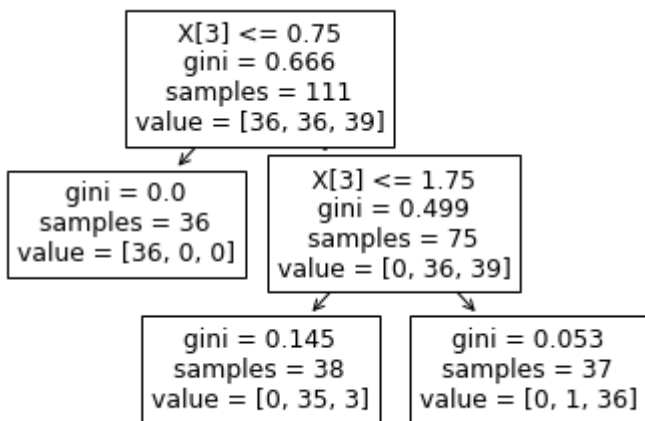 X[3] <= 0.75
gini = 0.666
samples = 111
value = [36, 36, 39]
gini = 0.0
samples = 36
value = [36, 0, 0]
X[3] <= 1.75
gini = 0.499
samples = 75
value = [0, 36, 39]
gini = 0.145
samples = 38
value = [0, 35, 3]
gini = 0.053
samples = 37
value = [0, 1, 36]